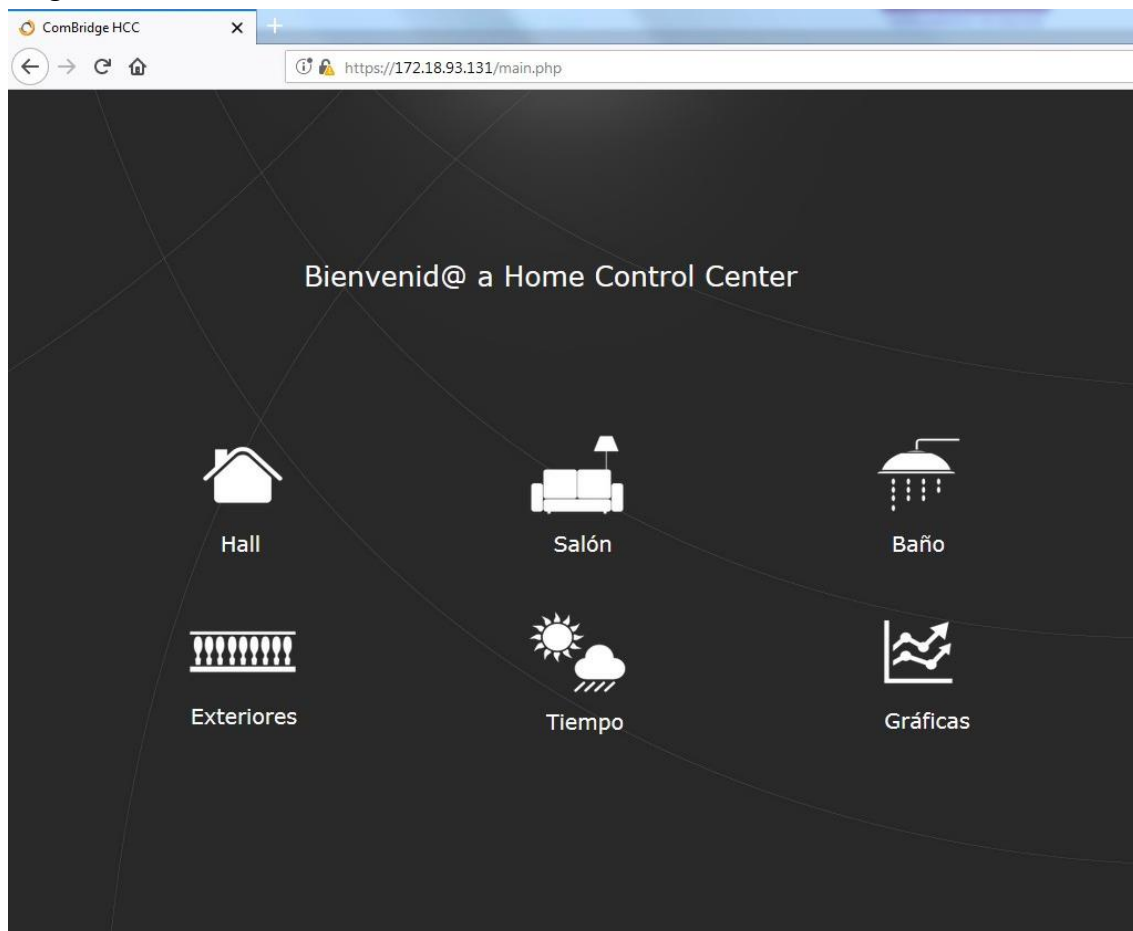 ComBridge HCC
https://172.18.93.131/main.php
Bienvenid@ a Home Control Center
Hall Salón Baño
Exteriores Tiempo Gráficas